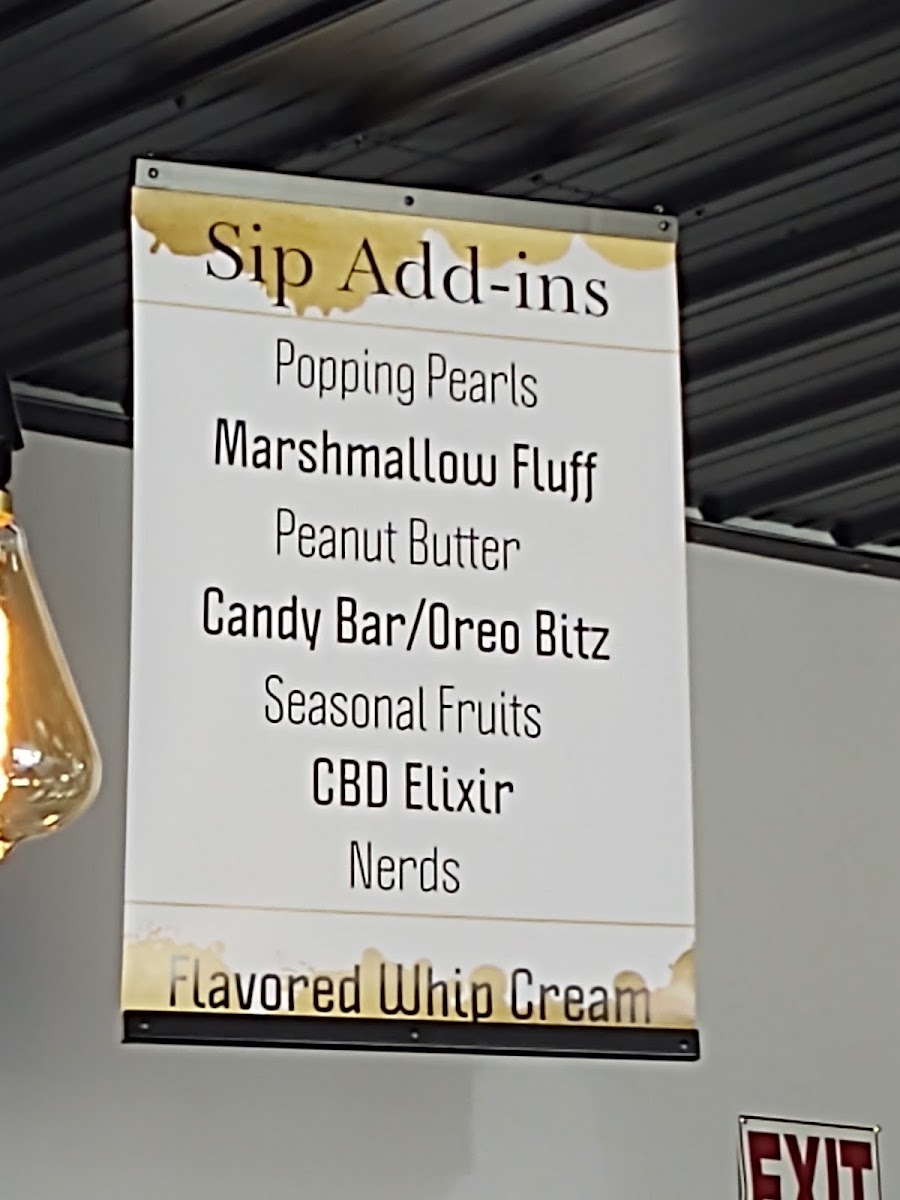 Sip Add-ins
Popping Pearls
Marshmallow Fluff
Peanut Butter
Candy Bar/Oreo Bitz
Seasonal Fruits
CBD Elixir
Nerds
Flavored Whip Cream
EXIT